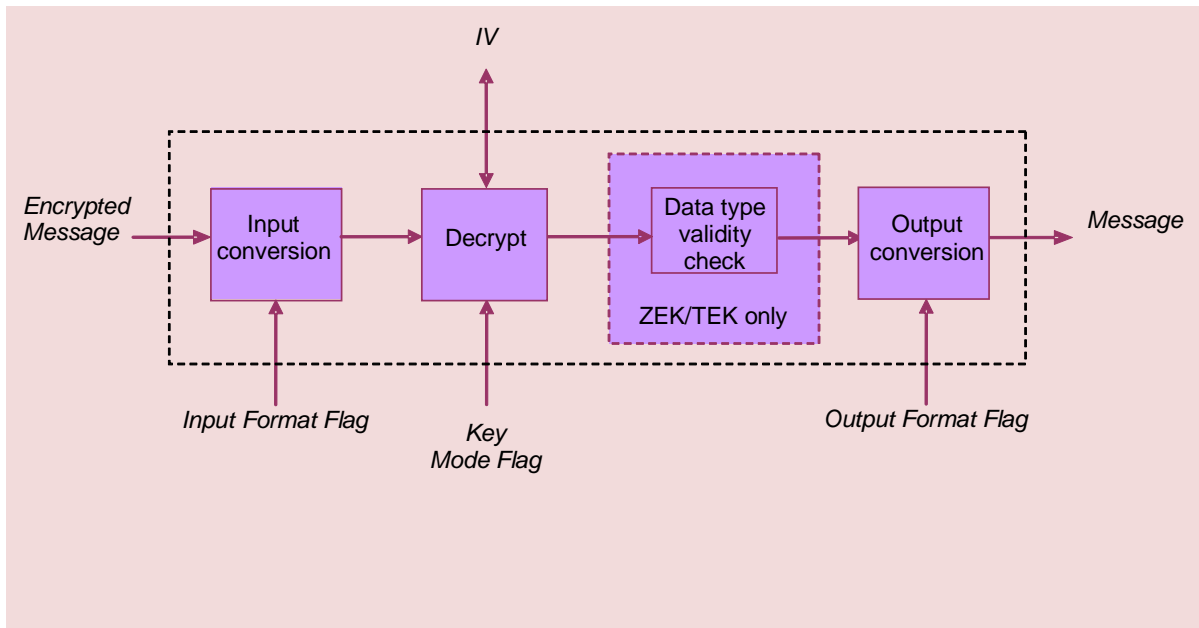 IV
Encrypted
Message
Input
conversion
Decrypt
Data type
validity
check
ZEK/TEK only
Output
conversion
Message
Input Format Flag
Key
Mode Flag
Output Format Flag